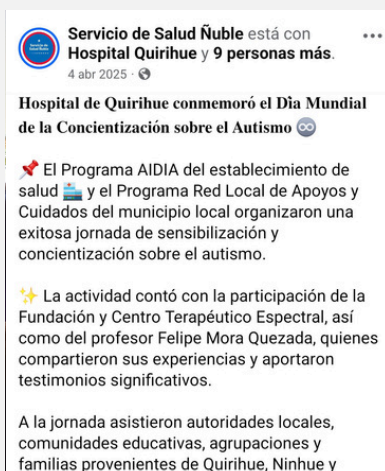 Servicio de Salud Ñuble está con
Hospital Quirihue y 9 personas más.
4 abr 2025 ·
Hospital de Quirihue conmemoró el Día Mundial
de la Concientización sobre el Autismo ♾️
📌 El Programa AIDIA del establecimiento de
salud 🏥 y el Programa Red Local de Apoyos y
Cuidados del municipio local organizaron una
exitosa jornada de sensibilización y
concientización sobre el autismo.
✨ La actividad contó con la participación de la
Fundación y Centro Terapéutico Espectral, así
como del profesor Felipe Mora Quezada, quienes
compartieron sus experiencias y aportaron
testimonios significativos.
A la jornada asistieron autoridades locales,
comunidades educativas, agrupaciones y
familias provenientes de Quirihue, Ninhue y